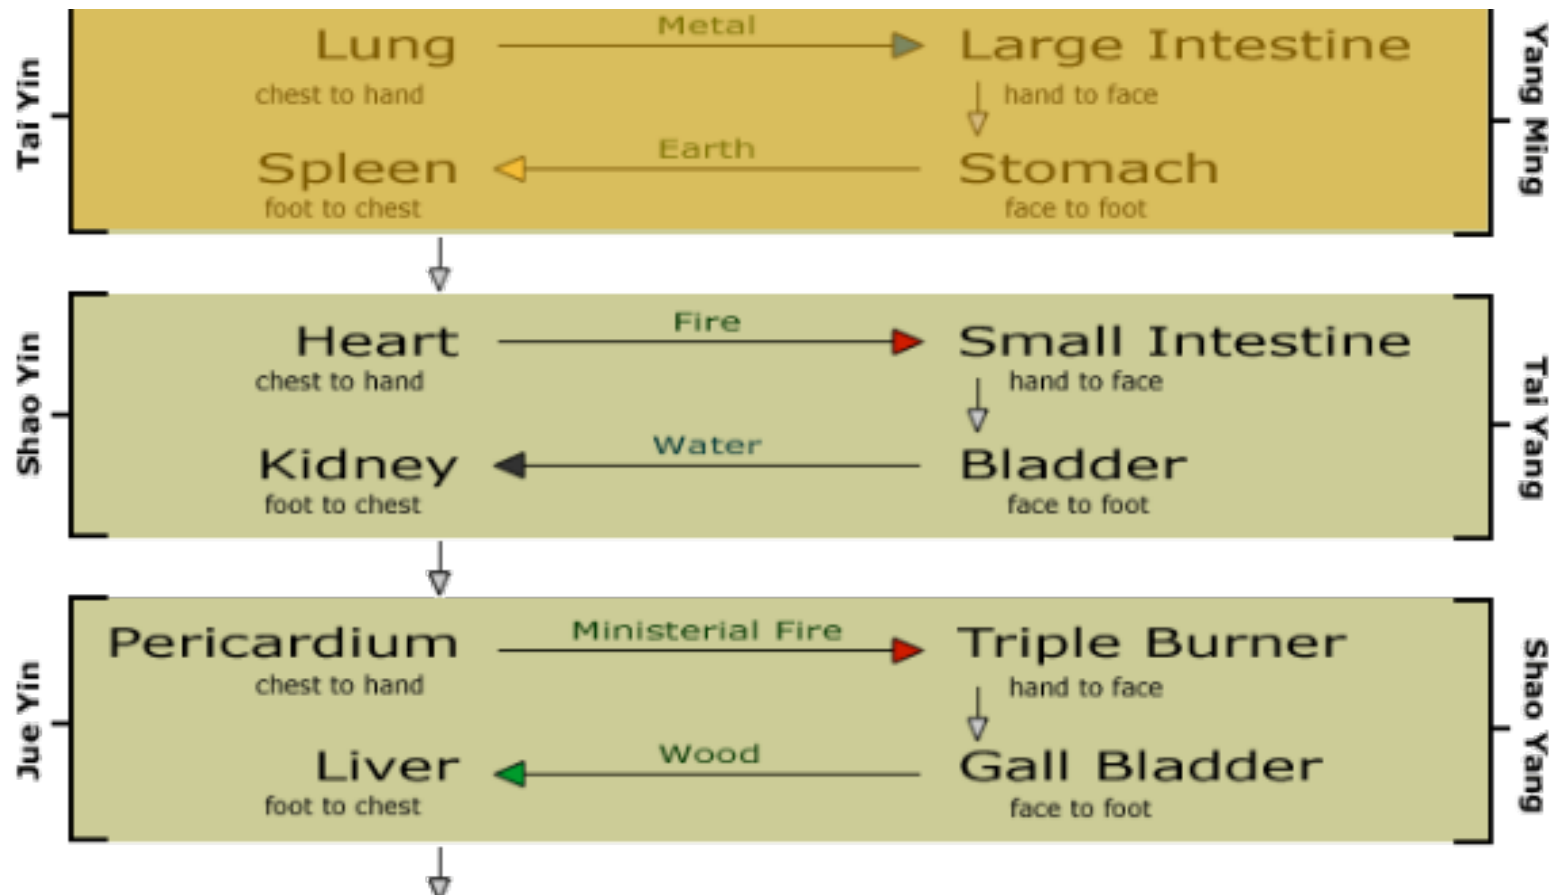 Tai Yin
Yang Ming
Metal
Lung
Large Intestine
chest to hand
hand to face
Earth
Spleen
Stomach
foot to chest
face to foot
Shao Yin
Tai Yang
Fire
Heart
Small Intestine
chest to hand
hand to face
Water
Kidney
Bladder
foot to chest
face to foot
Jue Yin
Shao Yang
Ministerial Fire
Pericardium
Triple Burner
chest to hand
hand to face
Wood
Liver
Gall Bladder
foot to chest
face to foot